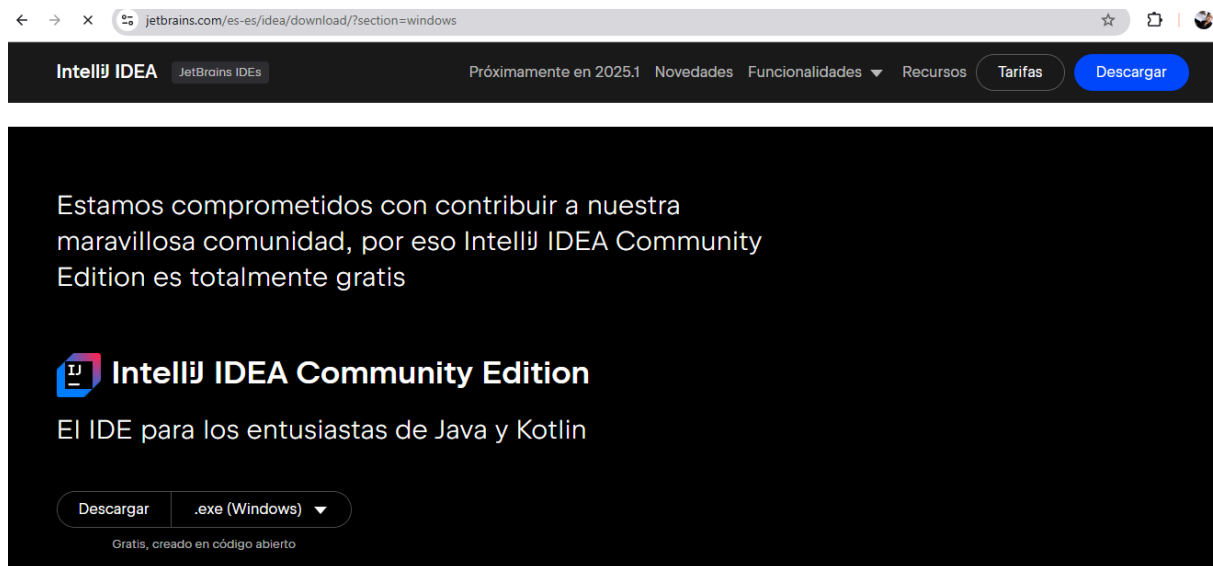 jetbrains.com/es-es/idea/download/?section=windows
IntelliJ IDEA JetBrains IDEs Próximamente en 2025.1 Novedades Funcionalidades Recursos Tarifas Descargar
Estamos comprometidos con contribuir a nuestra
maravillosa comunidad, por eso IntelliJ IDEA Community
Edition es totalmente gratis
IJ IntelliJ IDEA Community Edition
El IDE para los entusiastas de Java y Kotlin
Descargar .exe (Windows)
Gratis, creado en código abierto